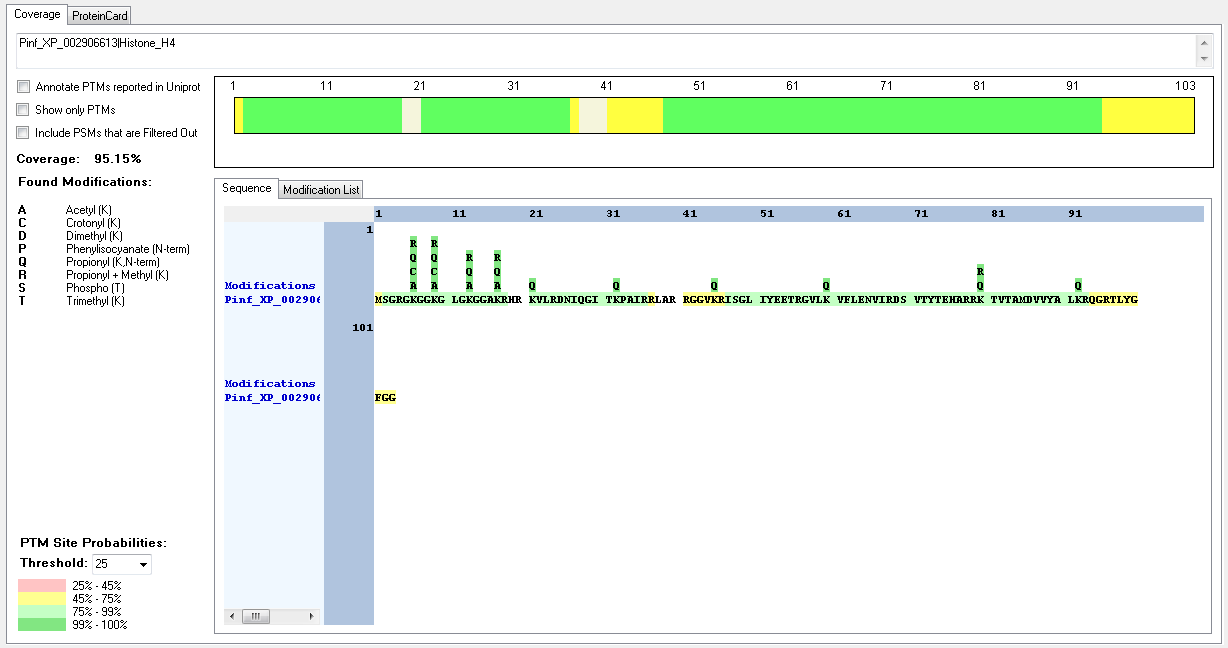 Coverage ProteinCard
Pinf_XP_002906613|Histone_H4
Annotate PTMs reported in Uniprot
Show only PTMs
Include PSMs that are Filtered Out
Coverage: 95.15%
Found Modifications:
A Acetyl (K)
C Crotonyl (K)
D Dimethyl (K)
P Phenylisocyanate (N-term)
Q Propionyl (K,N-term)
R Propionyl + Methyl (K)
S Phospho (T)
T Trimethyl (K)
PTM Site Probabilities:
Threshold: 25
25% - 45%
45% - 75%
75% - 99%
99% - 100%
1 11 21 31 41 51 61 71 81 91 103
Sequence Modification List
1 11 21 31 41 51 61 71 81 91
1
R R
Q Q R R
C C Q Q R
Modifications A A A A Q Q Q Q Q Q
Pinf_XP_00290 MSGRGKGGKG LGKGGAKRHR KVLRDNIQGI TKPAIRRLAR RGGVKRISGL IYEETRGVLK VFLENVIRDS VTYTEHARRK TVTAMDVVYA LKRQGRTLYG
101
Modifications
Pinf_XP_00290 FGG